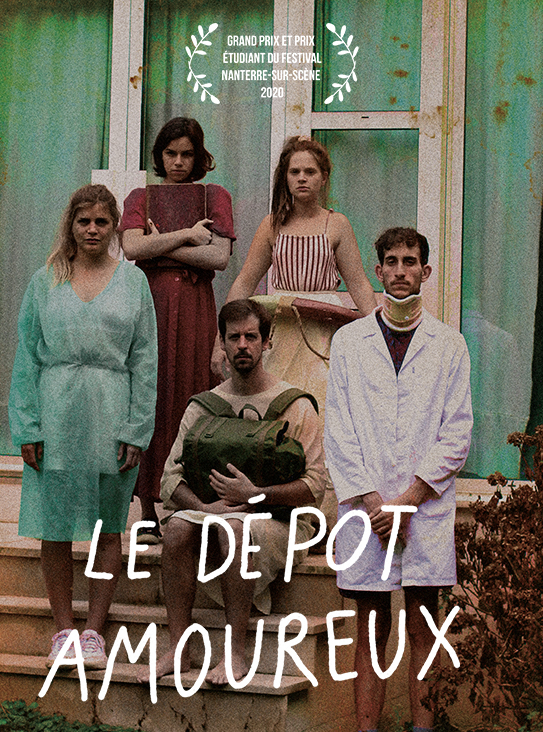 GRAND PRIX ET PRIX
ÉTUDIANT DU FESTIVAL
NANTERRE-SUR-SCÈNE
2020
LE DÉPOT
AMOUREUX